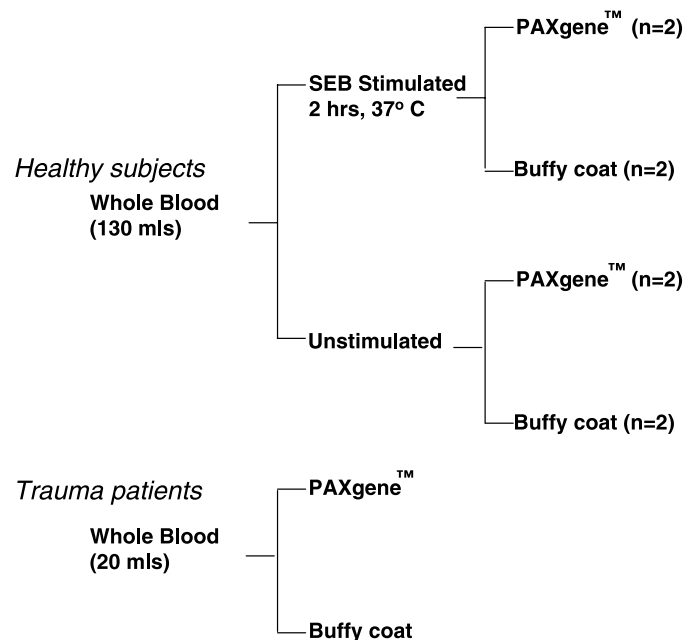 PAXgene™ (n=2)
SEB Stimulated
2 hrs, 37º C
Healthy subjects
Buffy coat (n=2)
Whole Blood
(130 mls)
PAXgene™ (n=2)
Unstimulated
Buffy coat (n=2)
Trauma patients
PAXgene™
Whole Blood
(20 mls)
Buffy coat